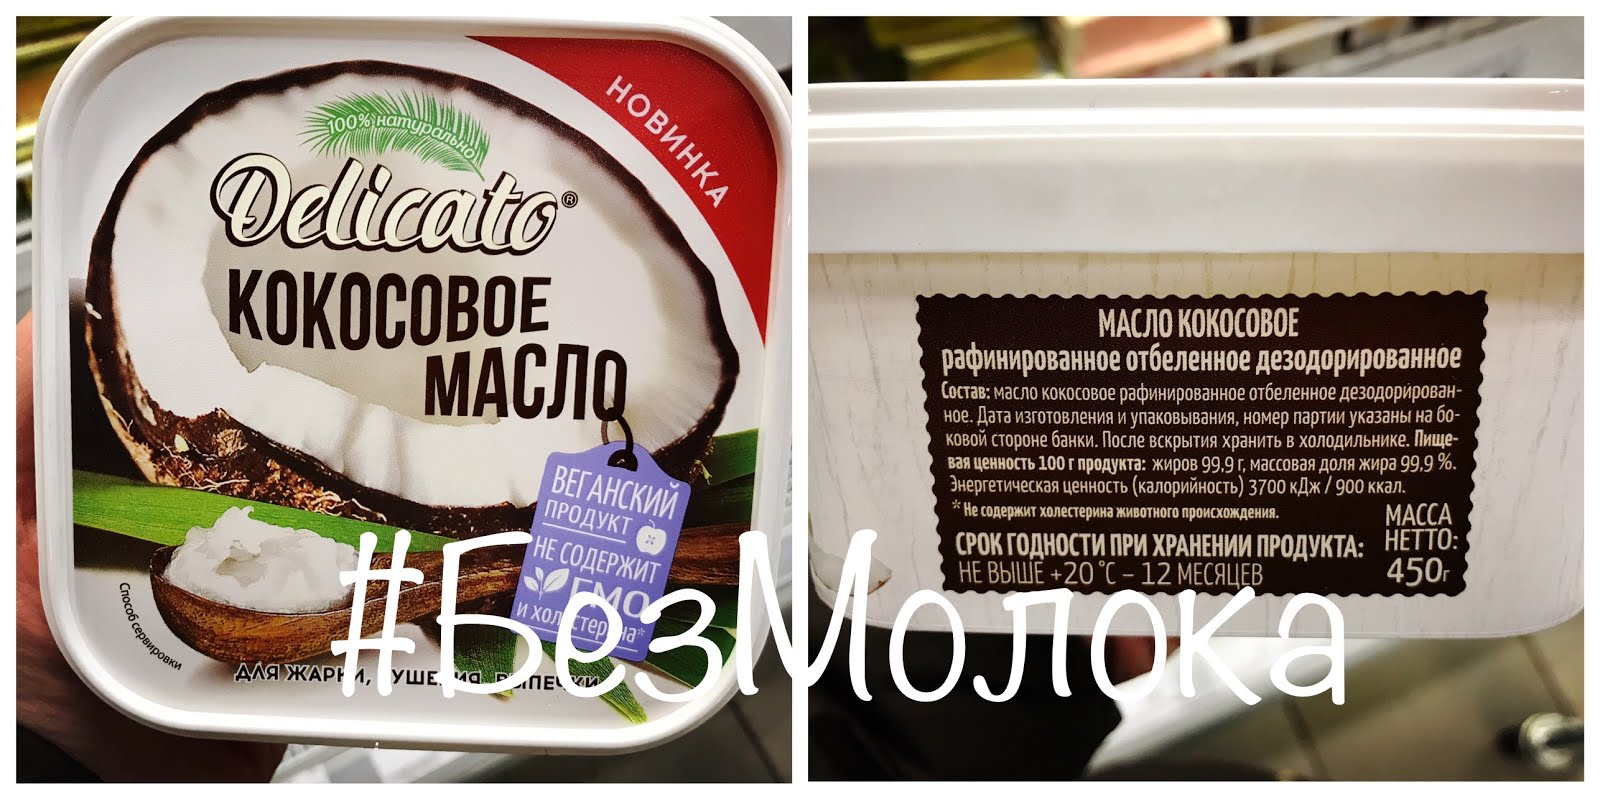 НОВИНКА
100% натурально
Delicato®
КОКОСОВОЕ
МАСЛО
ВЕГАНСКИЙ
ПРОДУКТ
НЕ СОДЕРЖИТ
ГМО
и холестерина*
Способ сервировки
ДЛЯ ЖАРКИ, ТУШЕНИЯ, ВЫПЕЧКИ
#БезМолока
МАСЛО КОКОСОВОЕ
рафинированное отбеленное дезодорированное
Состав: масло кокосовое рафинированное отбеленное дезодорирован-
ное. Дата изготовления и упаковывания, номер партии указаны на бо-
ковой стороне банки. После вскрытия хранить в холодильнике. Пище-
вая ценность 100 г продукта: жиров 99,9 г, массовая доля жира 99.9 %.
Энергетическая ценность (калорийность) 3700 кДж / 900 ккал.
* Не содержит холестерина животного происхождения.
СРОК ГОДНОСТИ ПРИ ХРАНЕНИИ ПРОДУКТА:
НЕ ВЫШЕ +20 °С – 12 МЕСЯЦЕВ
МАССА
НЕТТО:
450г